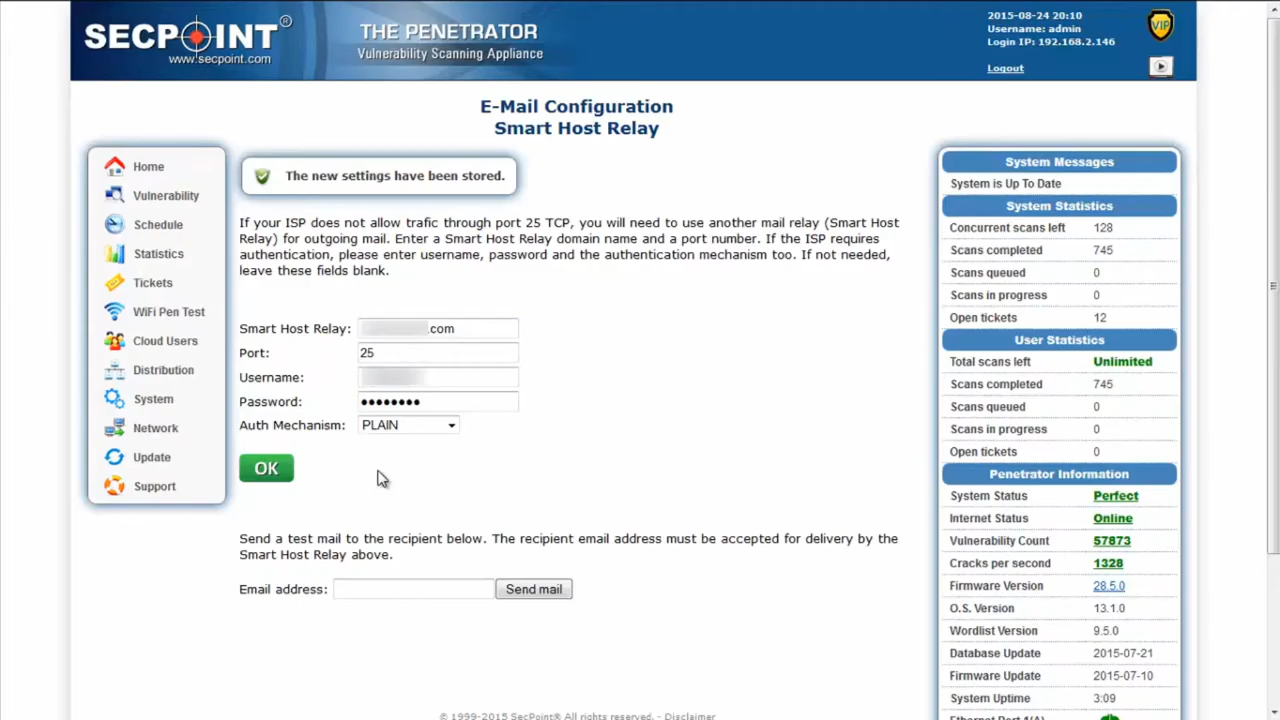 SECPOINT®
www.secpoint.com
THE PENETRATOR
Vulnerability Scanning Appliance
2015-08-24 20:10
Username: admin
Login IP: 192.168.2.146
Logout
VIP
E-Mail Configuration
Smart Host Relay
Home
Vulnerability
Schedule
Statistics
Tickets
WiFi Pen Test
Cloud Users
Distribution
System
Network
Update
Support
The new settings have been stored.
If your ISP does not allow trafic through port 25 TCP, you will need to use another mail relay (Smart Host
Relay) for outgoing mail. Enter a Smart Host Relay domain name and a port number. If the ISP requires
authentication, please enter username, password and the authentication mechanism too. If not needed,
leave these fields blank.
Smart Host Relay: .com
Port: 25
Username:
Password: ••••••••
Auth Mechanism: PLAIN
OK
Send a test mail to the recipient below. The recipient email address must be accepted for delivery by the
Smart Host Relay above.
Email address: Send mail
System Messages
System is Up To Date
System Statistics
Concurrent scans left 128
Scans completed 745
Scans queued 0
Scans in progress 0
Open tickets 12
User Statistics
Total scans left Unlimited
Scans completed 745
Scans queued 0
Scans in progress 0
Open tickets 0
Penetrator Information
System Status Perfect
Internet Status Online
Vulnerability Count 57873
Cracks per second 1328
Firmware Version 28.5.0
O.S. Version 13.1.0
Wordlist Version 9.5.0
Database Update 2015-07-21
Firmware Update 2015-07-10
System Uptime 3:09
Ethernet Port 1(A)
© 1999-2015 SecPoint® All rights reserved. - Disclaimer